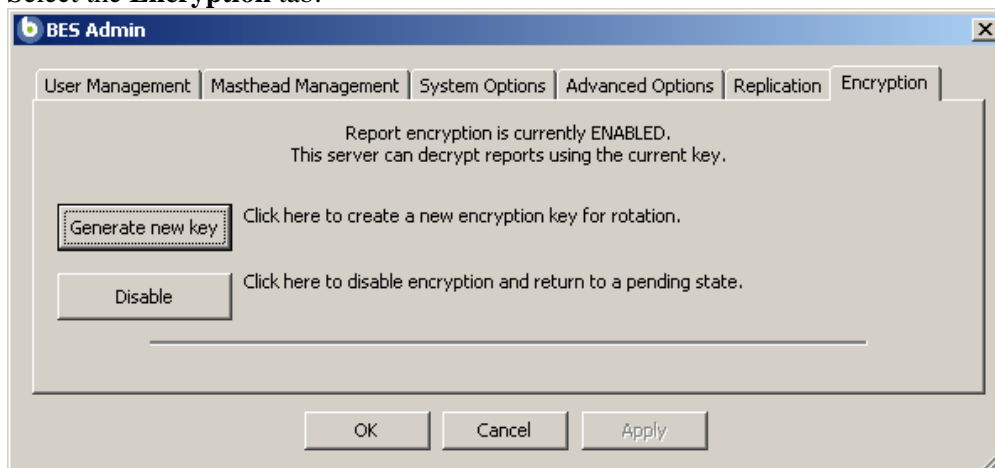 Select the Encryption tab.
BES Admin
User Management Masthead Management System Options Advanced Options Replication Encryption
Report encryption is currently ENABLED.
This server can decrypt reports using the current key.
Generate new key Click here to create a new encryption key for rotation.
Disable Click here to disable encryption and return to a pending state.
OK Cancel Apply